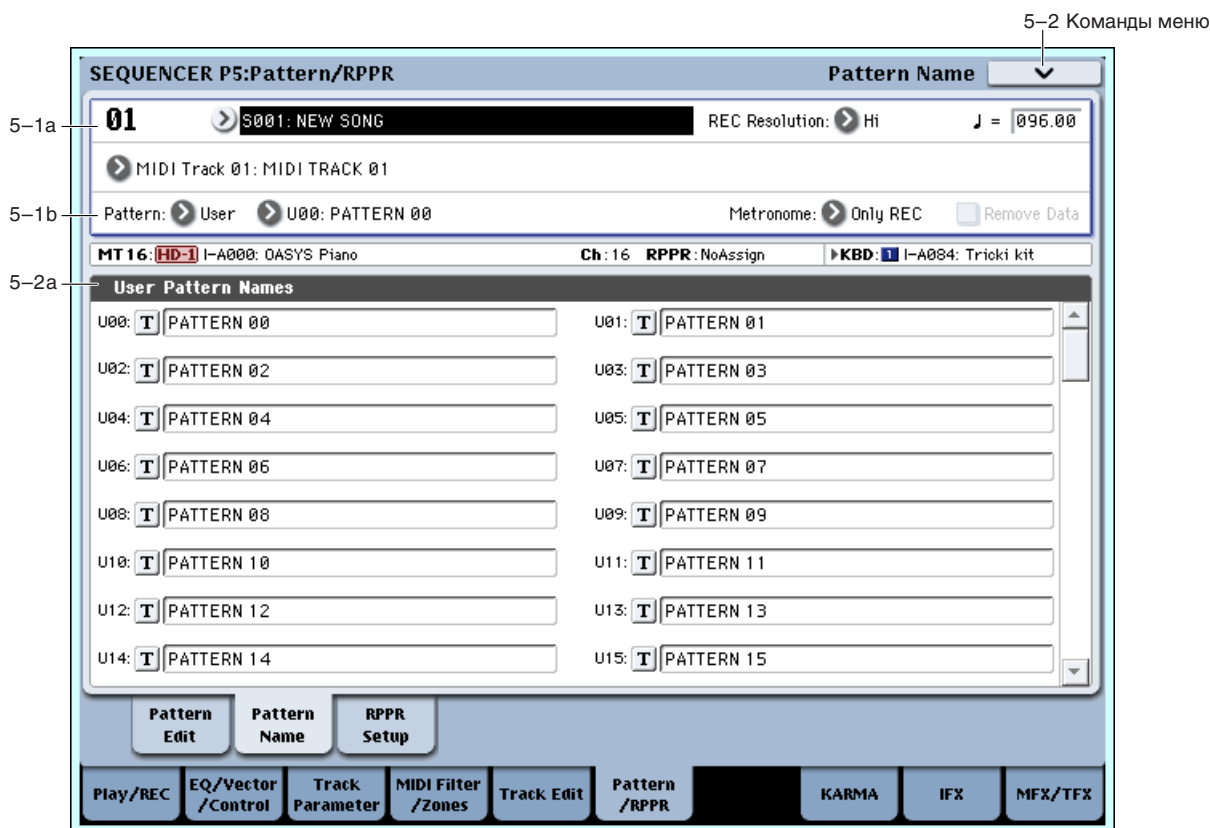 5–2 Команды меню
SEQUENCER P5:Pattern/RPPR
Pattern Name
5–1a
01
S001: NEW SONG
REC Resolution: Hi
♩ = 096.00
MIDI Track 01: MIDI TRACK 01
5–1b
Pattern: User U00: PATTERN 00
Metronome: Only REC
Remove Data
MT16: HD-1 I-A000: OASYS Piano
Ch:16 RPPR:NoAssign
KBD: 1 I-A084: Tricki kit
5–2a
User Pattern Names
U00: T PATTERN 00
U01: T PATTERN 01
U02: T PATTERN 02
U03: T PATTERN 03
U04: T PATTERN 04
U05: T PATTERN 05
U06: T PATTERN 06
U07: T PATTERN 07
U08: T PATTERN 08
U09: T PATTERN 09
U10: T PATTERN 10
U11: T PATTERN 11
U12: T PATTERN 12
U13: T PATTERN 13
U14: T PATTERN 14
U15: T PATTERN 15
Pattern
Edit
Pattern
Name
RPPR
Setup
Play/REC
EQ/Vector
/Control
Track
Parameter
MIDI Filter
/Zones
Track Edit
Pattern
/RPPR
KARMA
IFX
MFX/TFX